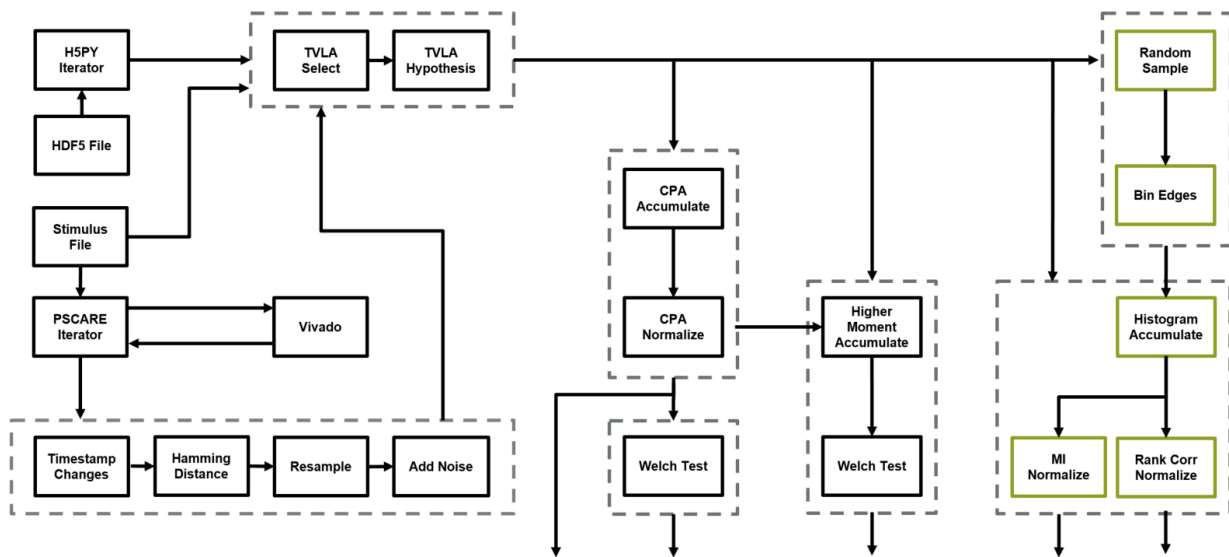 H5PY
Iterator
TVLA
Select
TVLA
Hypothesis
Random
Sample
HDF5 File
CPA
Accumulate
Bin Edges
Stimulus
File
PSCARE
Iterator
Vivado
CPA
Normalize
Higher
Moment
Accumulate
Histogram
Accumulate
Timestamp
Changes
Hamming
Distance
Resample
Add Noise
Welch Test
Welch Test
MI
Normalize
Rank Corr
Normalize